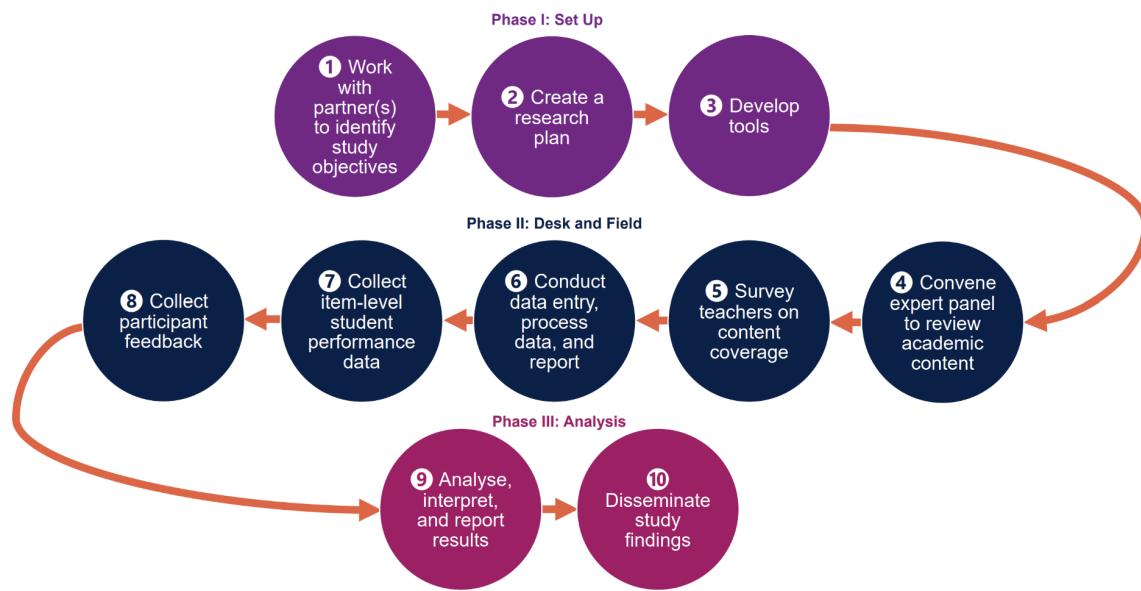 Phase I: Set Up
1 Work
with
partner(s)
to identify
study
objectives
2 Create a
research
plan
3 Develop
tools
Phase II: Desk and Field
4 Convene
expert panel
to review
academic
content
5 Survey
teachers on
content
coverage
6 Conduct
data entry,
process
data, and
report
7 Collect
item-level
student
performance
data
8 Collect
participant
feedback
Phase III: Analysis
9 Analyse,
interpret,
and report
results
10
Disseminate
study
findings